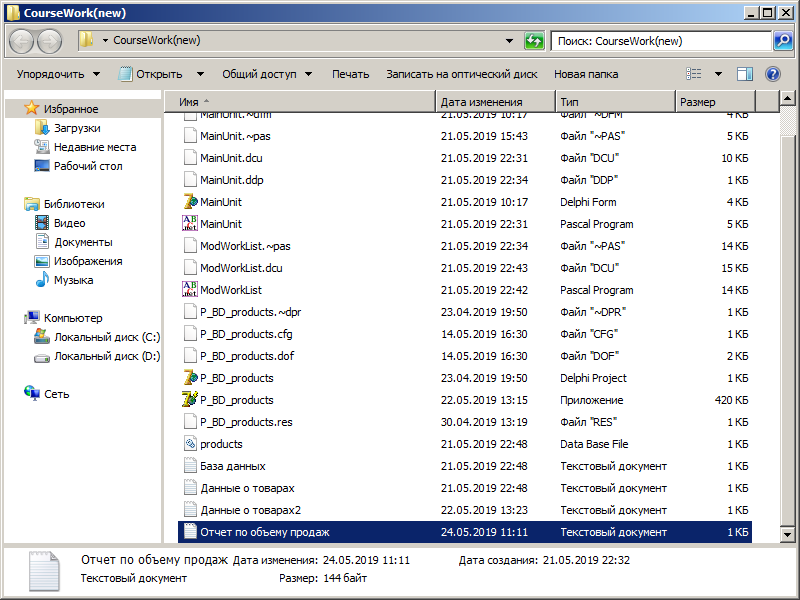 CourseWork(new)
CourseWork(new)
Поиск: CourseWork(new)
Упорядочить Открыть Общий доступ Печать Записать на оптический диск Новая папка
Избранное
Загрузки
Недавние места
Рабочий стол
Библиотеки
Видео
Документы
Изображения
Музыка
Компьютер
Локальный диск (C:)
Локальный диск (D:)
Сеть
Имя Дата изменения Тип Размер
MainUnit.~dfm 21.05.2019 10:17 Файл "~DFM" 4 КБ
MainUnit.~pas 21.05.2019 15:43 Файл "~PAS" 5 КБ
MainUnit.dcu 21.05.2019 22:31 Файл "DCU" 10 КБ
MainUnit.ddp 21.05.2019 22:34 Файл "DDP" 1 КБ
MainUnit 21.05.2019 10:17 Delphi Form 4 КБ
MainUnit 21.05.2019 22:31 Pascal Program 5 КБ
ModWorkList.~pas 21.05.2019 22:34 Файл "~PAS" 14 КБ
ModWorkList.dcu 21.05.2019 22:43 Файл "DCU" 15 КБ
ModWorkList 21.05.2019 22:42 Pascal Program 14 КБ
P_BD_products.~dpr 23.04.2019 19:50 Файл "~DPR" 1 КБ
P_BD_products.cfg 14.05.2019 16:30 Файл "CFG" 1 КБ
P_BD_products.dof 14.05.2019 16:30 Файл "DOF" 2 КБ
P_BD_products 23.04.2019 19:50 Delphi Project 1 КБ
P_BD_products 22.05.2019 13:15 Приложение 420 КБ
P_BD_products.res 30.04.2019 13:19 Файл "RES" 1 КБ
products 21.05.2019 22:48 Data Base File 1 КБ
База данных 21.05.2019 22:48 Текстовый документ 1 КБ
Данные о товарах 21.05.2019 22:48 Текстовый документ 1 КБ
Данные о товарах2 22.05.2019 13:23 Текстовый документ 1 КБ
Отчет по объему продаж 24.05.2019 11:11 Текстовый документ 1 КБ
Отчет по объему продаж Дата изменения: 24.05.2019 11:11 Дата создания: 21.05.2019 22:32
Текстовый документ Размер: 144 байт